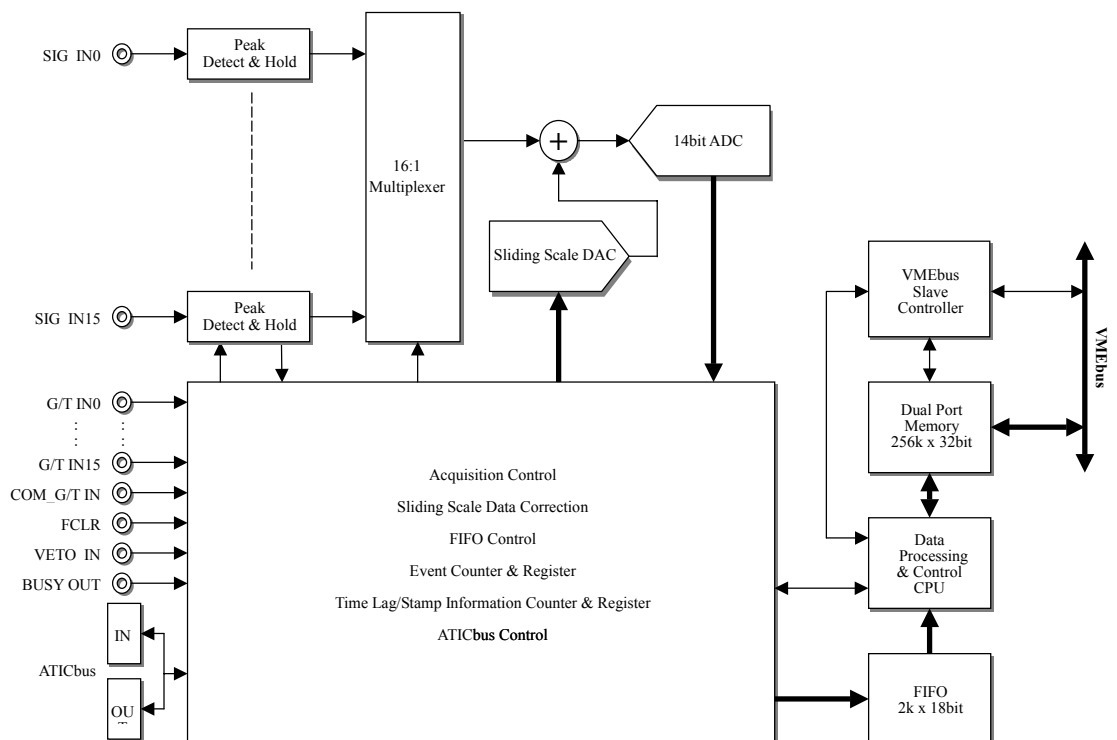 SIG IN0
Peak
Detect & Hold
16:1
Multiplexer
+
14bit ADC
Sliding Scale DAC
SIG IN15
Peak
Detect & Hold
VMEbus
Slave
Controller
VMEbus
Dual Port
Memory
256k x 32bit
G/T IN0
G/T IN15
COM_G/T IN
FCLR
VETO IN
BUSY OUT
ATICbus
IN
OUT
Acquisition Control
Sliding Scale Data Correction
FIFO Control
Event Counter & Register
Time Lag/Stamp Information Counter & Register
ATICbus Control
Data
Processing
& Control
CPU
FIFO
2k x 18bit